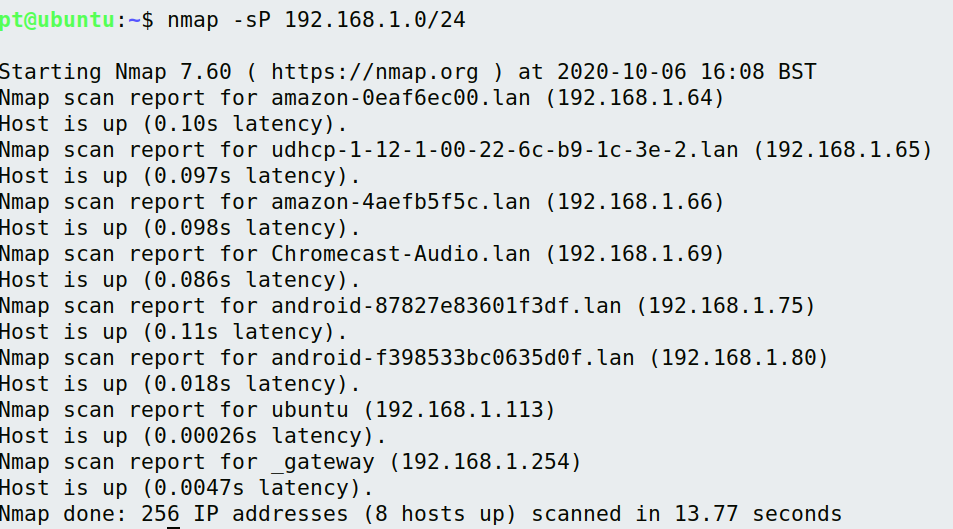 pt@ubuntu:~$ nmap -sP 192.168.1.0/24
Starting Nmap 7.60 ( https://nmap.org ) at 2020-10-06 16:08 BST
Nmap scan report for amazon-0eaf6ec00.lan (192.168.1.64)
Host is up (0.10s latency).
Nmap scan report for udhcp-1-12-1-00-22-6c-b9-1c-3e-2.lan (192.168.1.65)
Host is up (0.097s latency).
Nmap scan report for amazon-4aefb5f5c.lan (192.168.1.66)
Host is up (0.098s latency).
Nmap scan report for Chromecast-Audio.lan (192.168.1.69)
Host is up (0.086s latency).
Nmap scan report for android-87827e83601f3df.lan (192.168.1.75)
Host is up (0.11s latency).
Nmap scan report for android-f398533bc0635d0f.lan (192.168.1.80)
Host is up (0.018s latency).
Nmap scan report for ubuntu (192.168.1.113)
Host is up (0.00026s latency).
Nmap scan report for _gateway (192.168.1.254)
Host is up (0.0047s latency).
Nmap done: 256 IP addresses (8 hosts up) scanned in 13.77 seconds